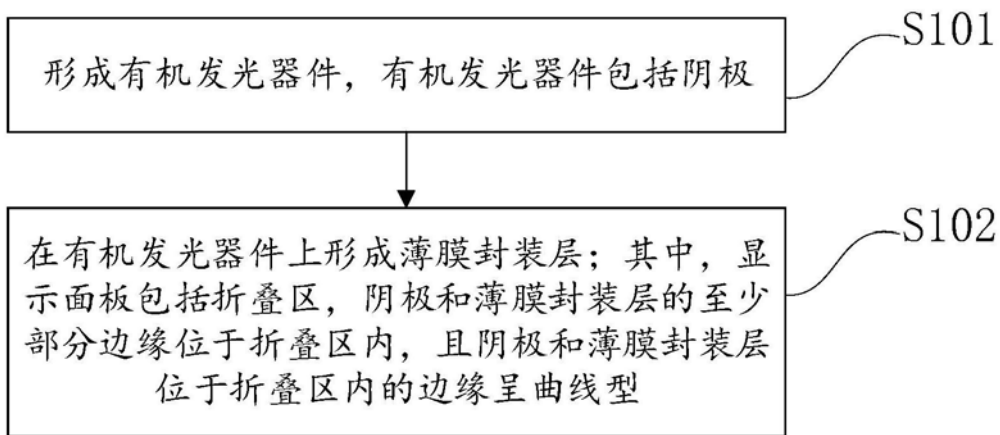 形成有机发光器件，有机发光器件包括阴极
S101
在有机发光器件上形成薄膜封装层；其中，显
示面板包括折叠区，阴极和薄膜封装层的至少
部分边缘位于折叠区内，且阴极和薄膜封装层
位于折叠区内的边缘呈曲线型
S102